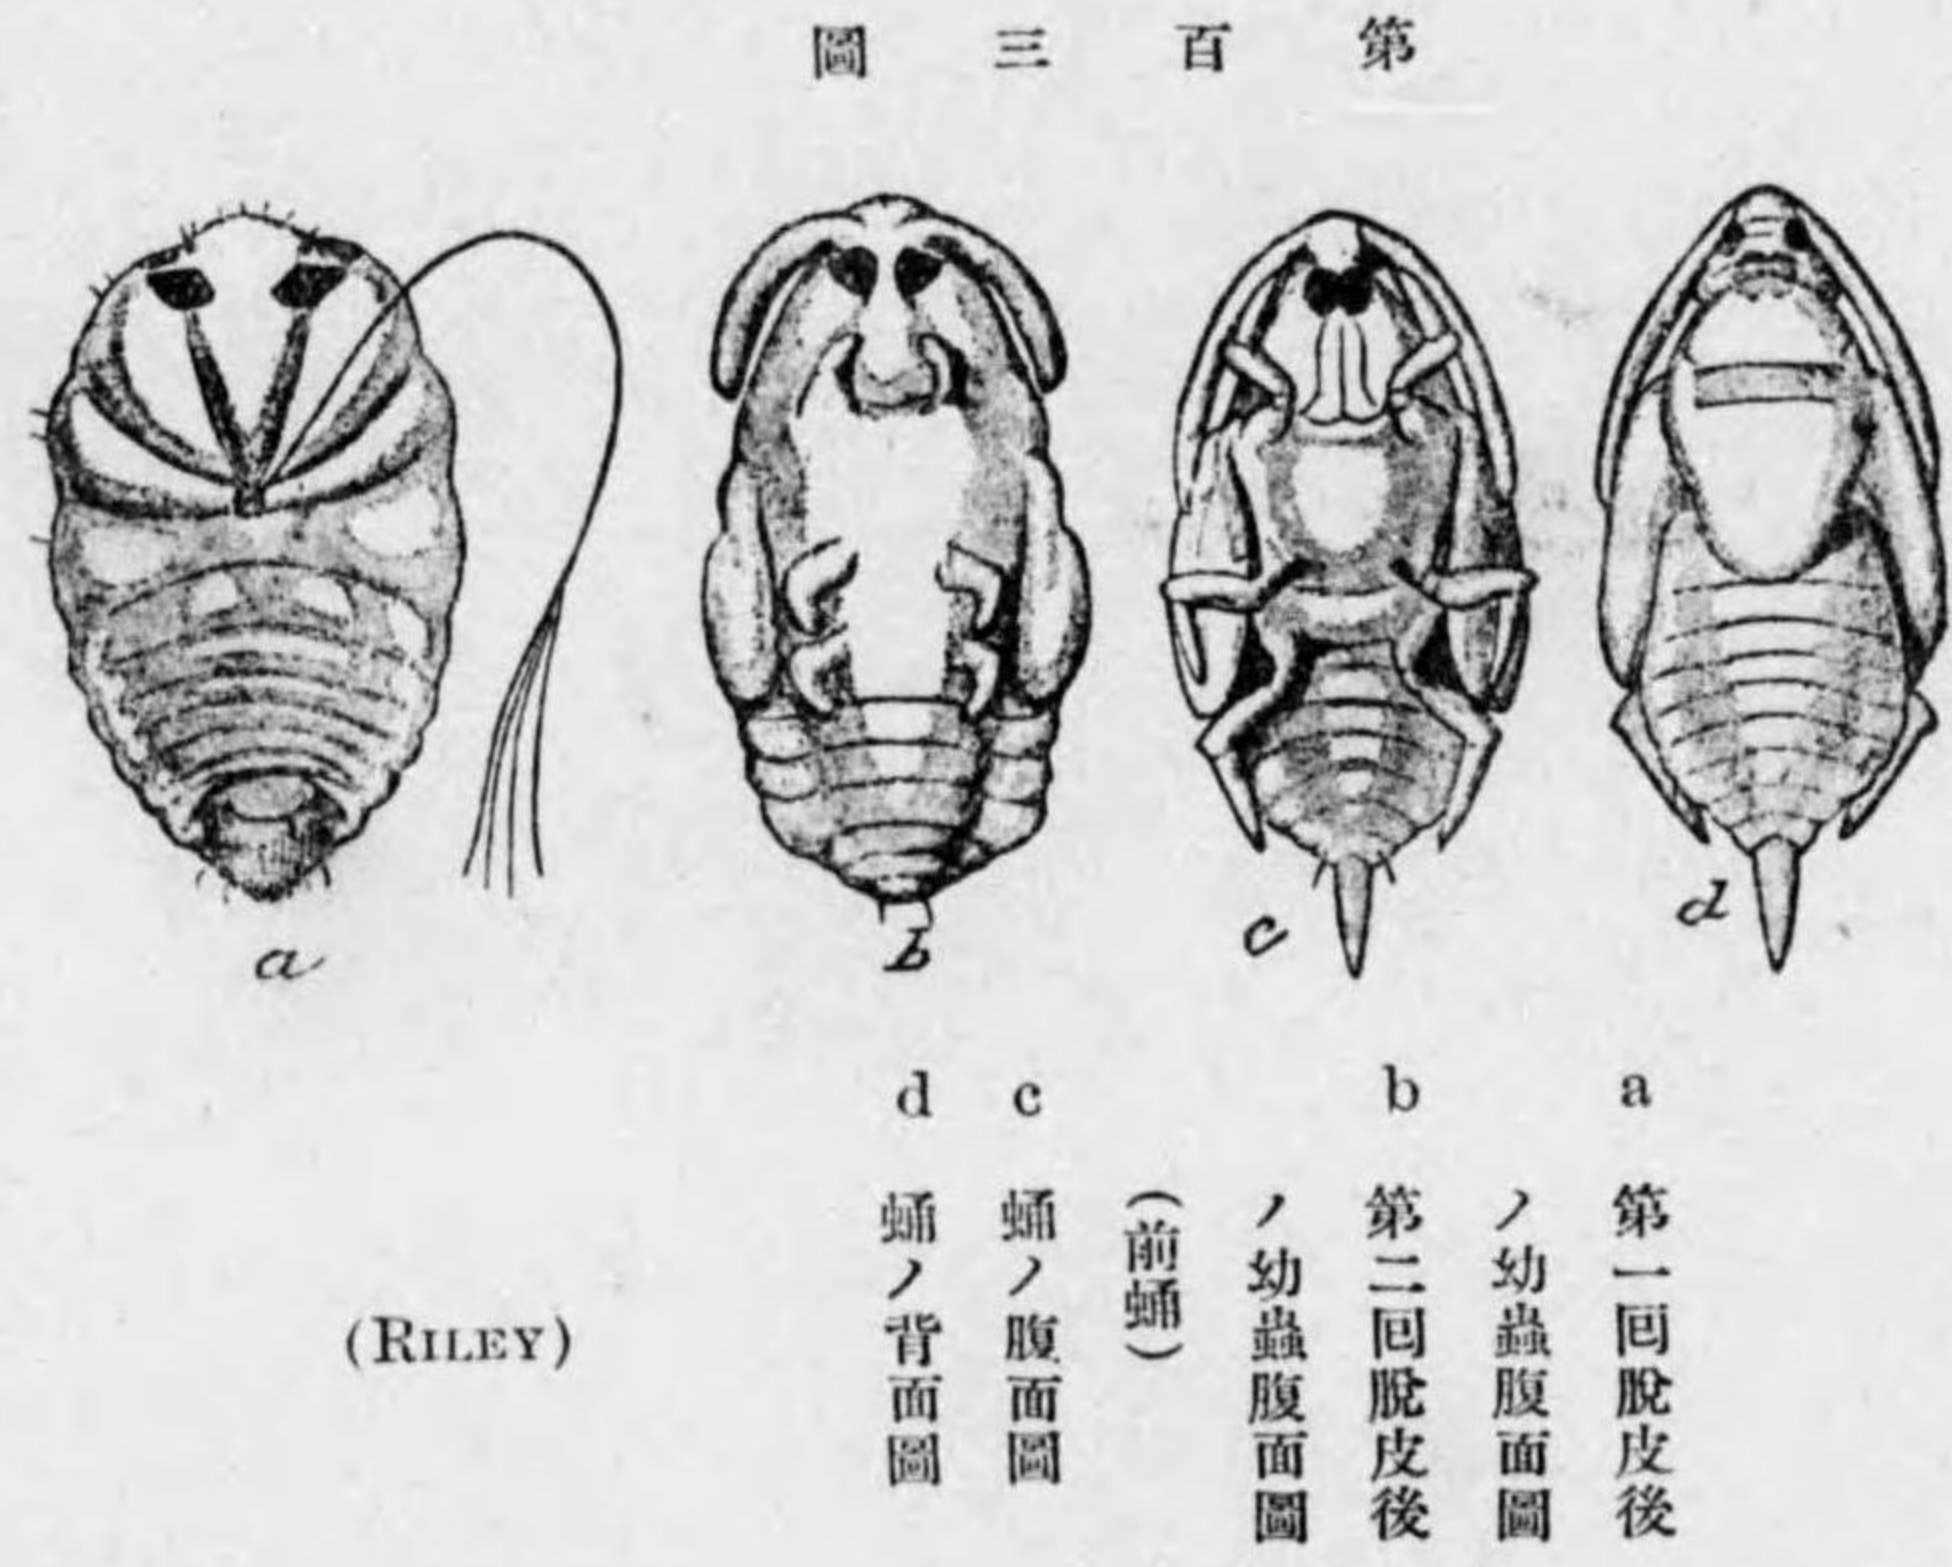 第百三圖
a
b
c
d
a 第一回脫皮後
ノ幼蟲腹面圖
b 第二回脫皮後
ノ幼蟲腹面圖
(前蛹)
c 蛹ノ腹面圖
d 蛹ノ背面圖
(RILEY)